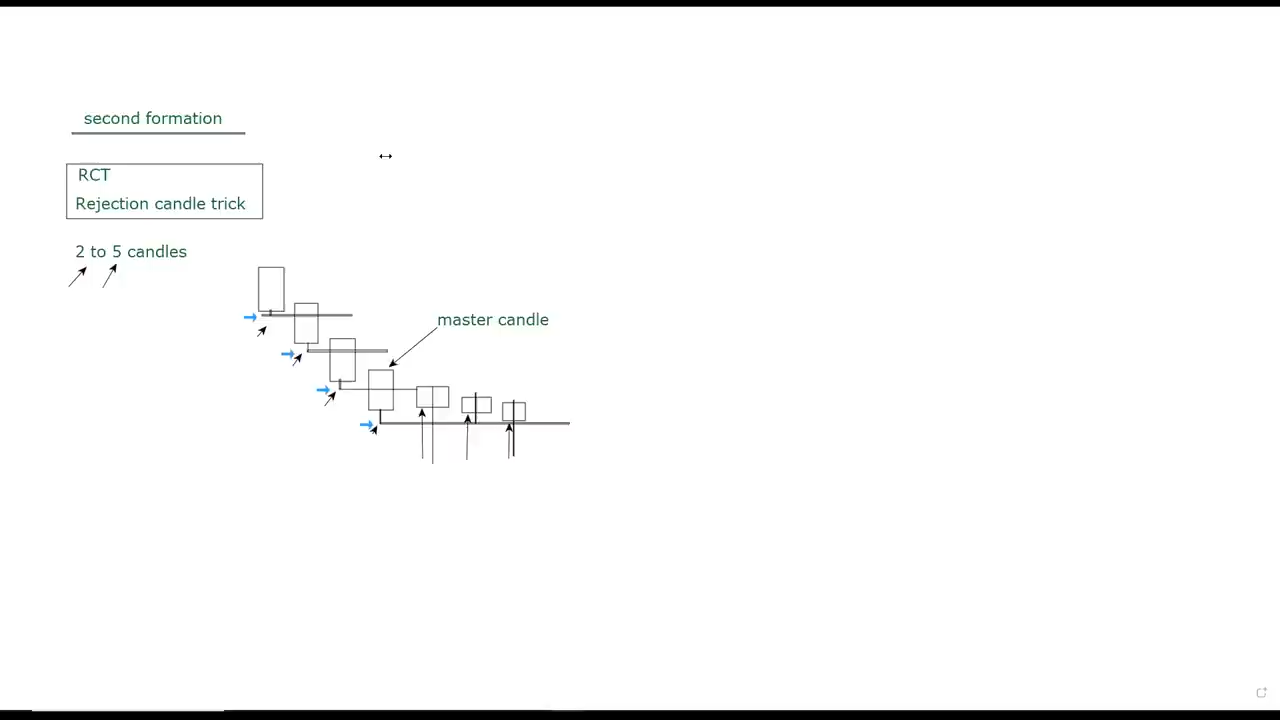 second formation
RCT
Rejection candle trick
2 to 5 candles
master candle